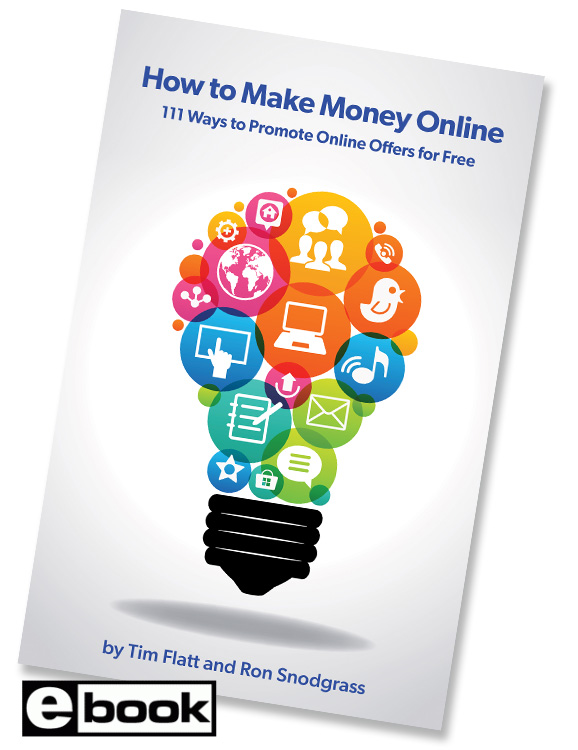 How to Make Money Online
111 Ways to Promote Online Offers for Free
by Tim Flatt and Ron Snodgrass
ebook